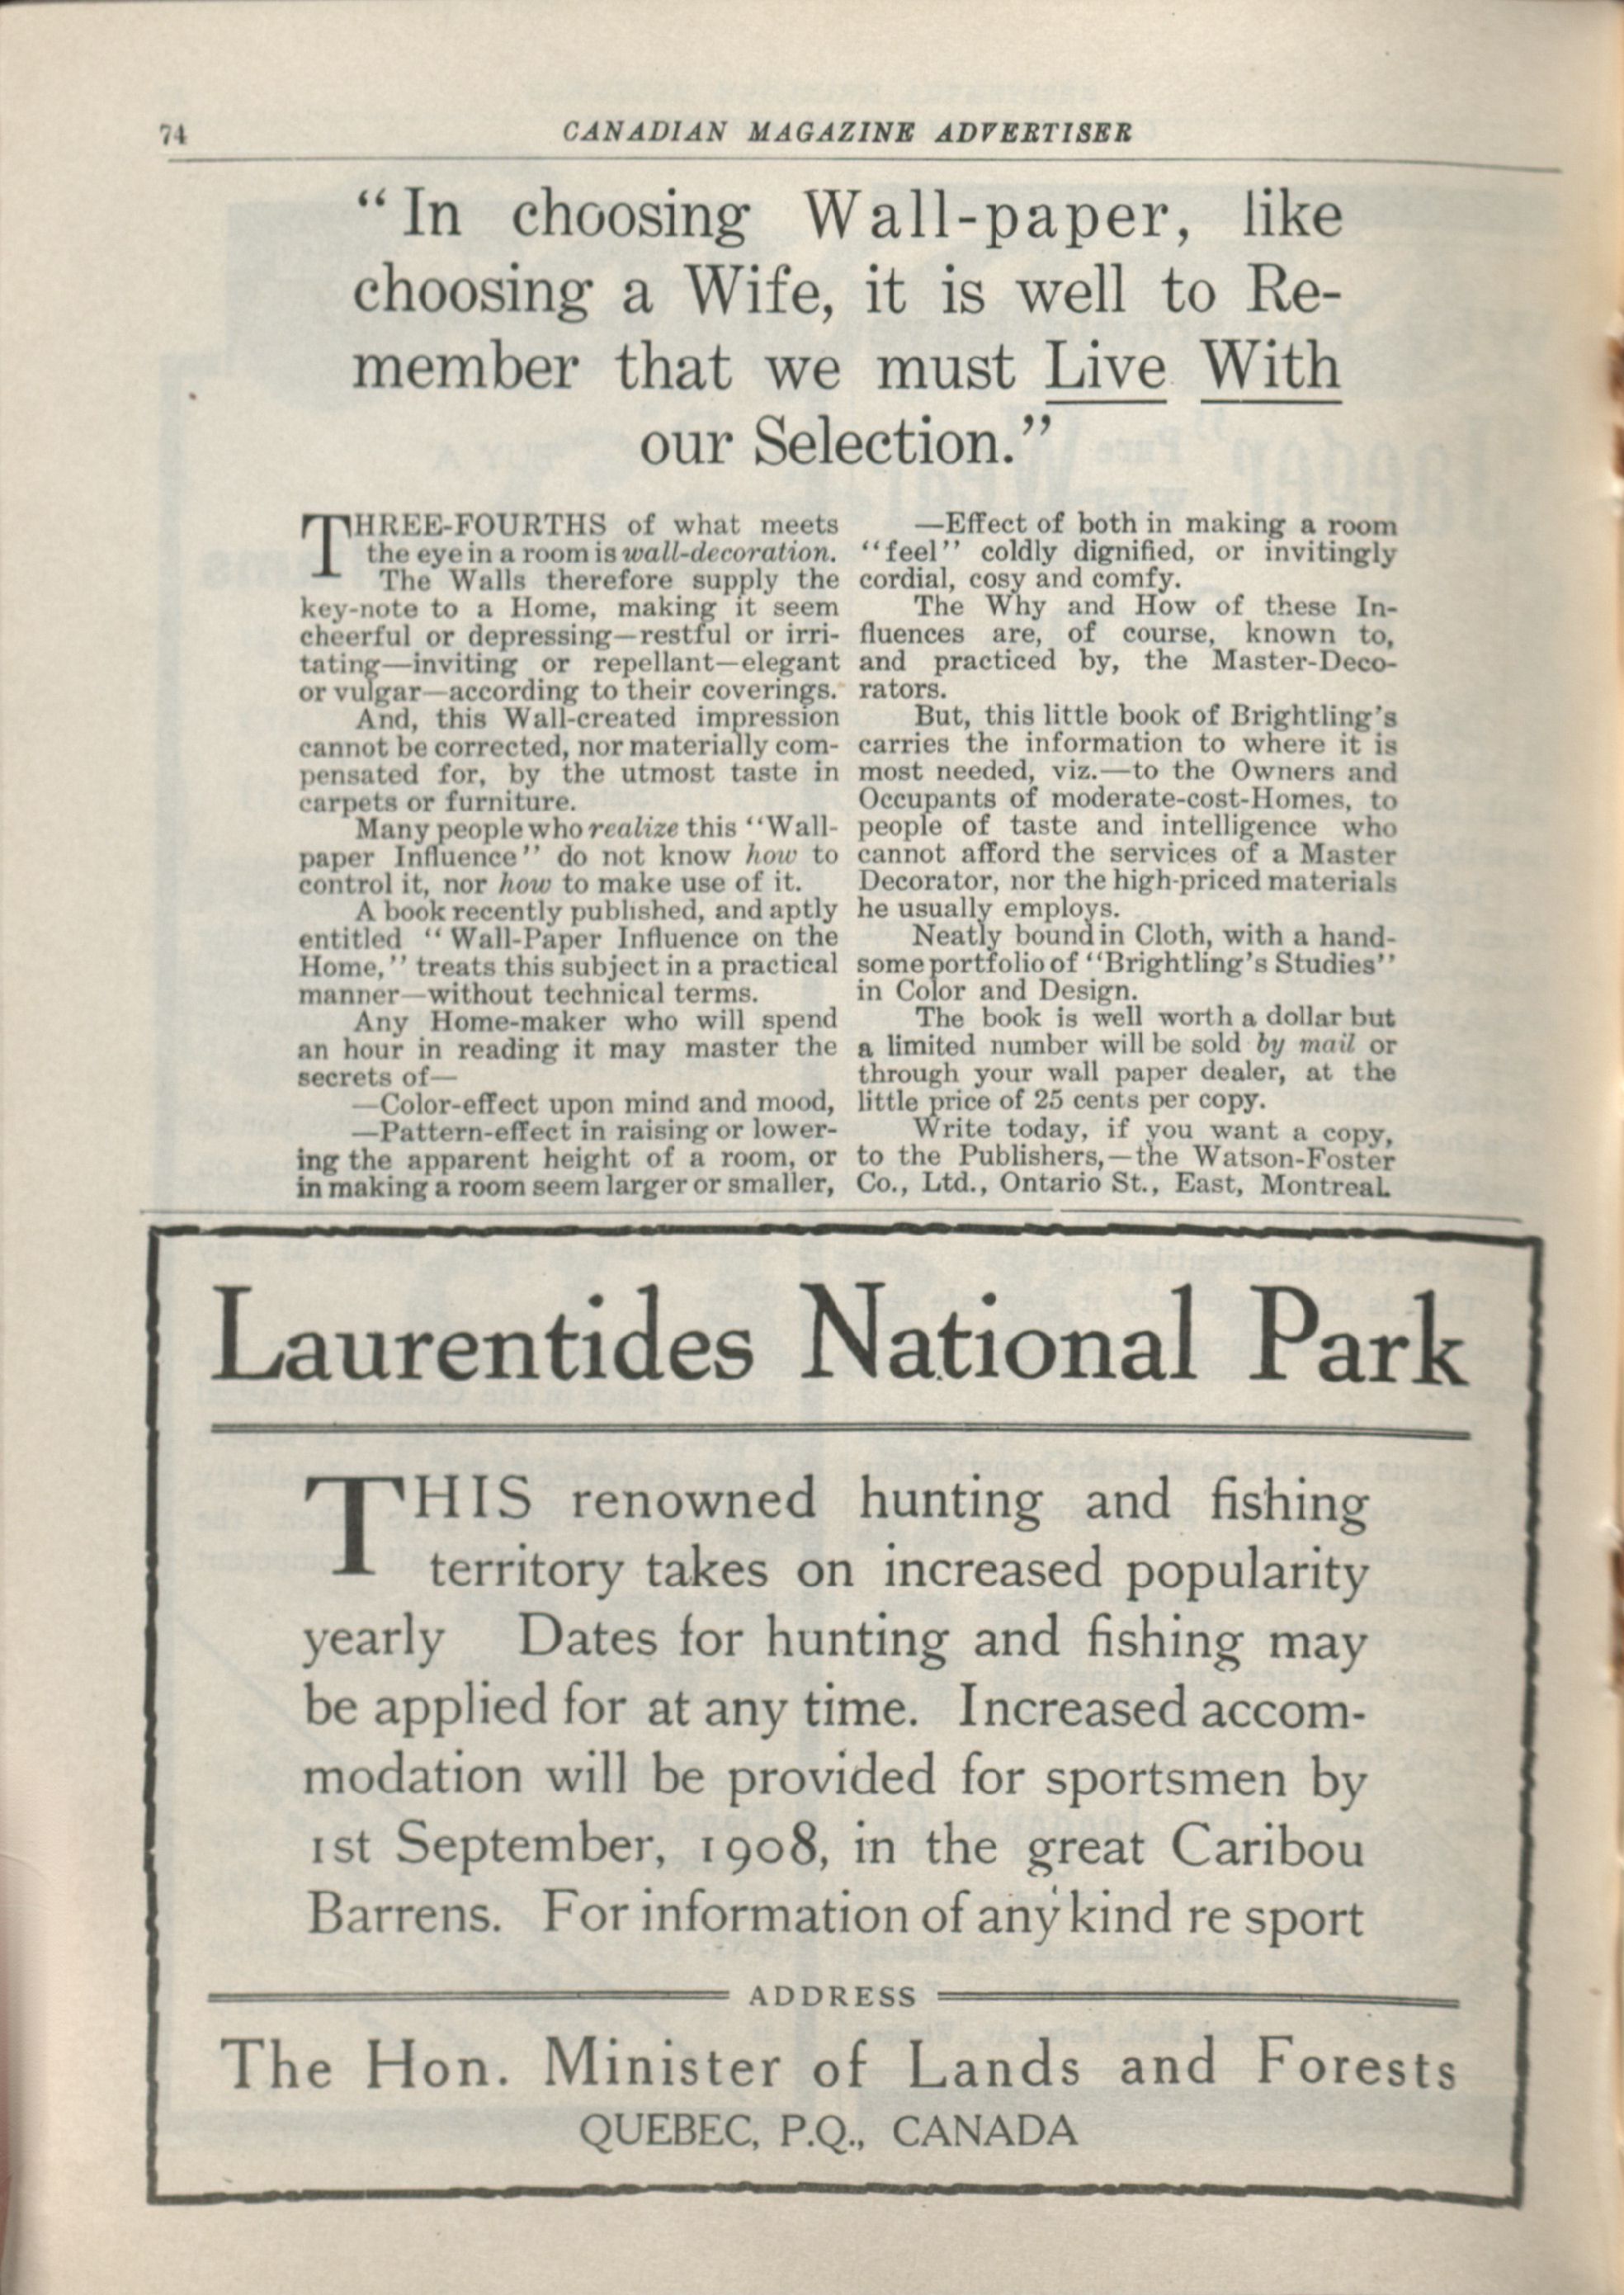 74
CANADIAN MAGAZINE ADVERTISER
“In choosing Wall-paper, like
choosing a Wife, it is well to Re-
member that we must Live With
our Selection.”
THREE-FOURTHS of what meets
the eye in a room is wall-decoration.
The Walls therefore supply the
key-note to a Home, making it seem
cheerful or depressing—restful or irri-
tating—inviting or repellant—elegant
or vulgar—according to their coverings.
And, this Wall-created impression
cannot be corrected, nor materially com-
pensated for, by the utmost taste in
carpets or furniture.
Many people who realize this “Wall-
paper Influence” do not know how to
control it, nor how to make use of it.
A book recently published, and aptly
entitled “Wall-Paper Influence on the
Home,” treats this subject in a practical
manner—without technical terms.
Any Home-maker who will spend
an hour in reading it may master the
secrets of—
—Color-effect upon mind and mood,
—Pattern-effect in raising or lower-
ing the apparent height of a room, or
in making a room seem larger or smaller,
—Effect of both in making a room
“feel” coldly dignified, or invitingly
cordial, cosy and comfy.
The Why and How of these In-
fluences are, of course, known to,
and practiced by, the Master-Deco-
rators.
But, this little book of Brightling’s
carries the information to where it is
most needed, viz.—to the Owners and
Occupants of moderate-cost-Homes, to
people of taste and intelligence who
cannot afford the services of a Master
Decorator, nor the high-priced materials
he usually employs.
Neatly bound in Cloth, with a hand-
some portfolio of “Brightling’s Studies”
in Color and Design.
The book is well worth a dollar but
a limited number will be sold by mail or
through your wall paper dealer, at the
little price of 25 cents per copy.
Write today, if you want a copy,
to the Publishers,—the Watson-Foster
Co., Ltd., Ontario St., East, Montreal.
Laurentides National Park
THIS renowned hunting and fishing
territory takes on increased popularity
yearly Dates for hunting and fishing may
be applied for at any time. Increased accom-
modation will be provided for sportsmen by
1st September, 1908, in the great Caribou
Barrens. For information of any kind re sport
ADDRESS
The Hon. Minister of Lands and Forests
QUEBEC, P.Q., CANADA